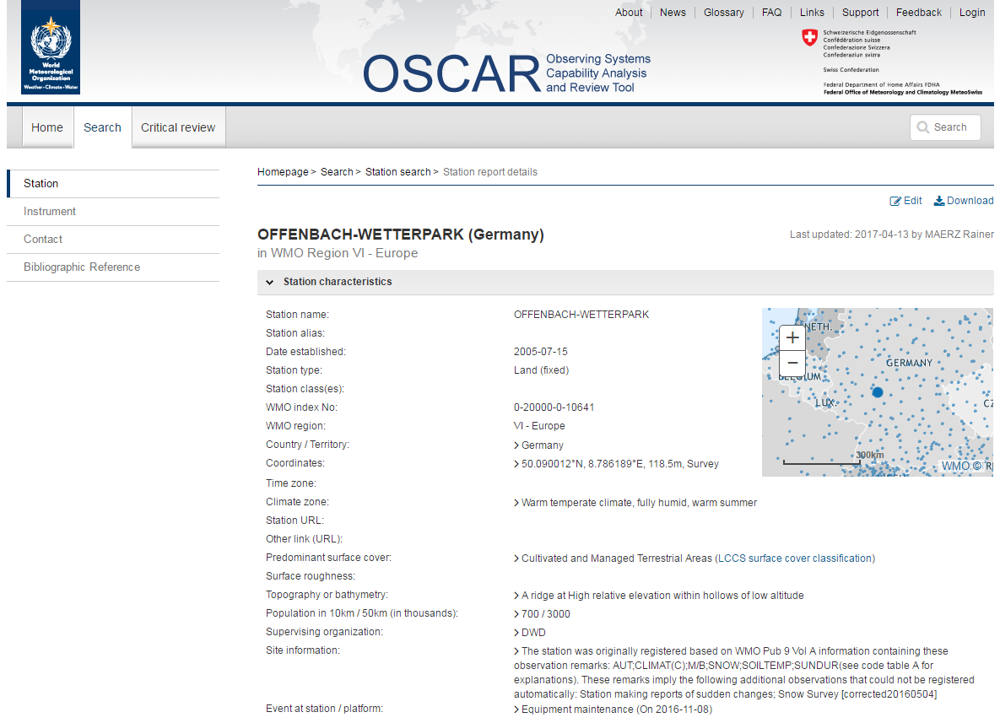 About News Glossary FAQ Links Support Feedback Login
World
Meteorological
Organization
Weather • Climate • Water
OSCAR
Observing Systems
Capability Analysis
and Review Tool
Schweizerische Eidgenossenschaft
Confédération suisse
Confederazione Svizzera
Confederaziun svizra
Swiss Confederation
Federal Department of Home Affairs FDHA
Federal Office of Meteorology and Climatology MeteoSwiss
Home Search Critical review
Search
Station
Instrument
Contact
Bibliographic Reference
Homepage > Search > Station search > Station report details
Edit Download
OFFENBACH-WETTERPARK (Germany)
Last updated: 2017-04-13 by MAERZ Rainer
in WMO Region VI - Europe
Station characteristics
Station name: OFFENBACH-WETTERPARK
Station alias:
Date established: 2005-07-15
Station type: Land (fixed)
Station class(es):
WMO index No: 0-20000-0-10641
WMO region: VI - Europe
Country / Territory: > Germany
Coordinates: > 50.090012°N, 8.786189°E, 118.5m, Survey
Time zone:
Climate zone: > Warm temperate climate, fully humid, warm summer
Station URL:
Other link (URL):
Predominant surface cover: > Cultivated and Managed Terrestrial Areas (LCCS surface cover classification)
Surface roughness:
Topography or bathymetry: > A ridge at High relative elevation within hollows of low altitude
Population in 10km / 50km (in thousands): > 700 / 3000
Supervising organization: > DWD
Site information: > The station was originally registered based on WMO Pub 9 Vol A information containing these
observation remarks: AUT;CLIMAT(C);M/B;SNOW;SOILTEMP;SUNDUR(see code table A for
explanations). These remarks imply the following additional observations that could not be registered
automatically: Station making reports of sudden changes; Snow Survey [corrected20160504]
Event at station / platform: > Equipment maintenance (On 2016-11-08)
+
−
NETH.
GERMANY
BELGIUM
LUX.
CZ
300km
WMO ©